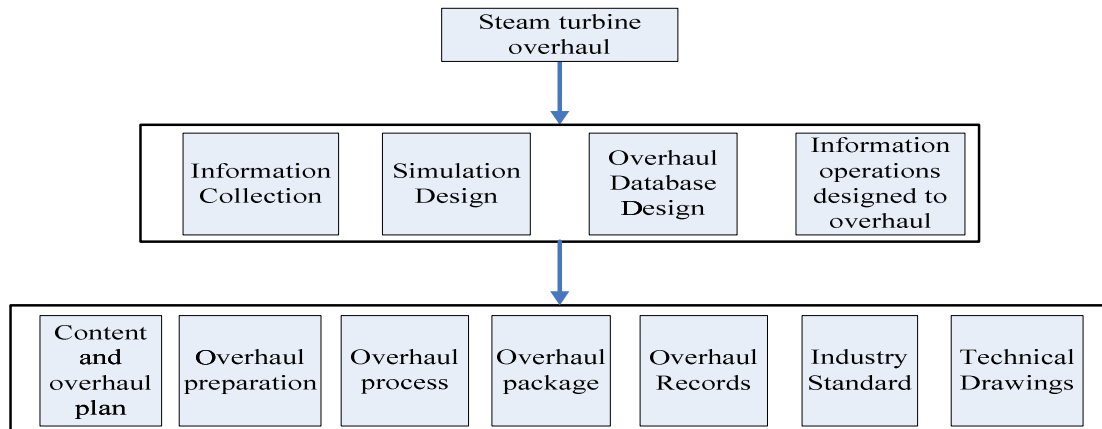 Steam turbine
overhaul
Information
Collection
Simulation
Design
Overhaul
Database
Design
Information
operations
designed to
overhaul
Content
and
overhaul
plan
Overhaul
preparation
Overhaul
process
Overhaul
package
Overhaul
Records
Industry
Standard
Technical
Drawings